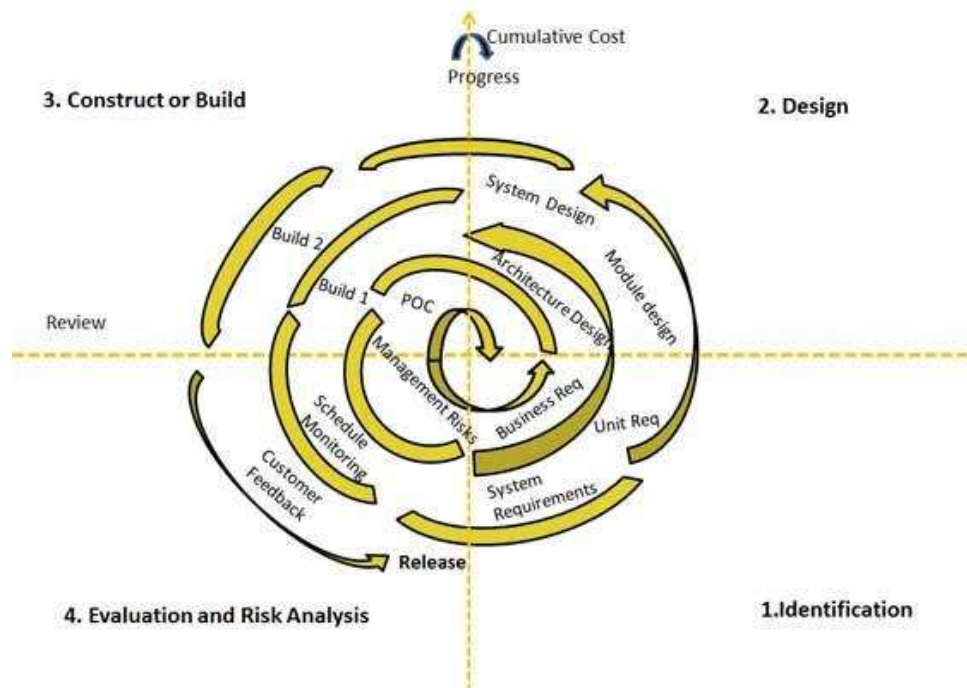 Cumulative Cost
Progress
3. Construct or Build
2. Design
System Design
Build 2
Module design
Architecture Design
Build 1
POC
Review
Management Risks
Business Req
Unit Req
Schedule
Monitoring
System
Requirements
Customer
Feedback
Release
4. Evaluation and Risk Analysis
1.Identification